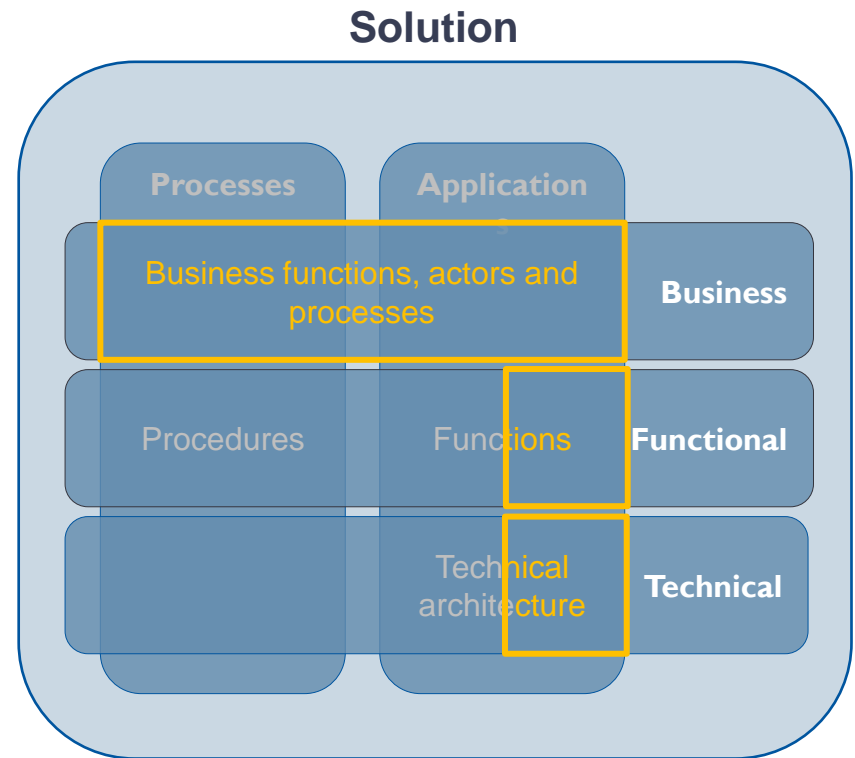 Solution
Processes
Application
s
Business functions, actors and
processes
Business
Procedures
Functions
Functional
Technical
architecture
Technical